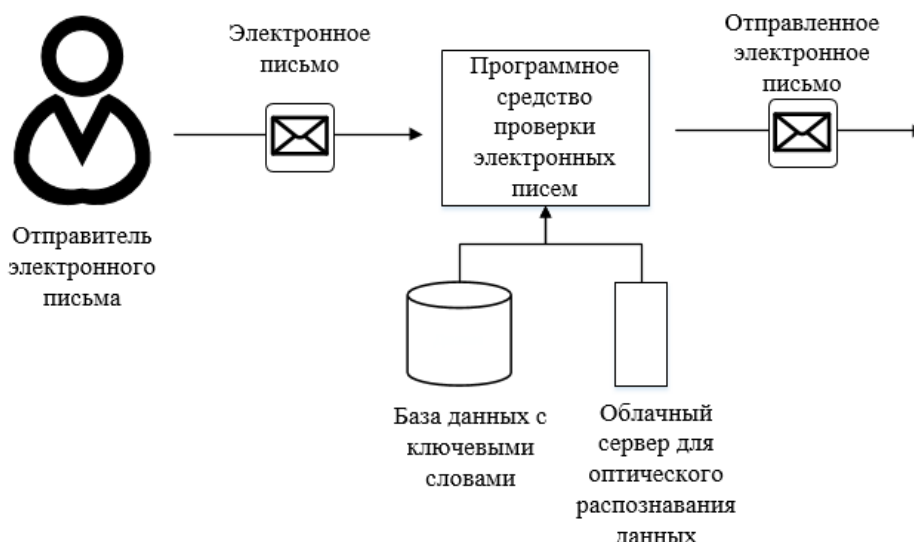 Электронное
письмо
Отправленное
электронное
письмо
Программное
средство
проверки
электронных
писем
Отправитель
электронного
письма
База данных с
ключевыми
словами
Облачный
сервер для
оптического
распознавания
данных